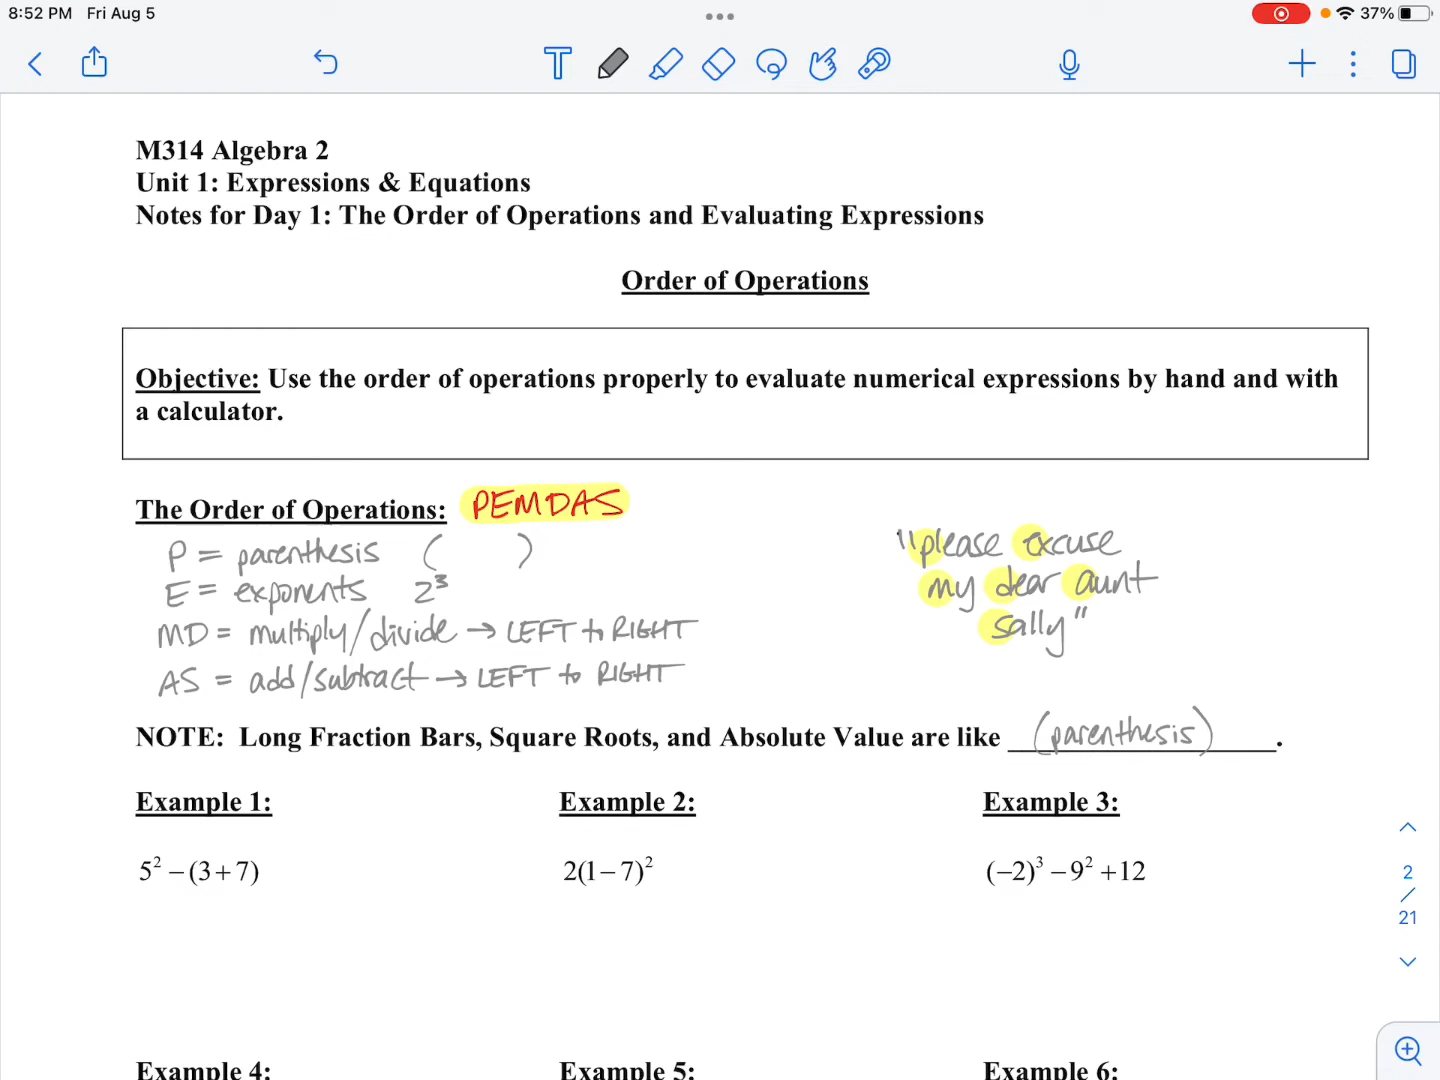 8:52 PM Fri Aug 5 37%
M314 Algebra 2
Unit 1: Expressions & Equations
Notes for Day 1: The Order of Operations and Evaluating Expressions
Order of Operations
Objective: Use the order of operations properly to evaluate numerical expressions by hand and with
a calculator.
The Order of Operations: PEMDAS
P = parenthesis ( )
E = exponents 2³
MD = multiply/divide → LEFT to RIGHT
AS = add/subtract → LEFT to RIGHT
"please excuse
my dear aunt
sally"
NOTE: Long Fraction Bars, Square Roots, and Absolute Value are like (parenthesis).
Example 1: Example 2: Example 3:
5² – (3 + 7) 2(1 – 7)² (–2)³ – 9² + 12
2
/
21
Example 4: Example 5: Example 6: